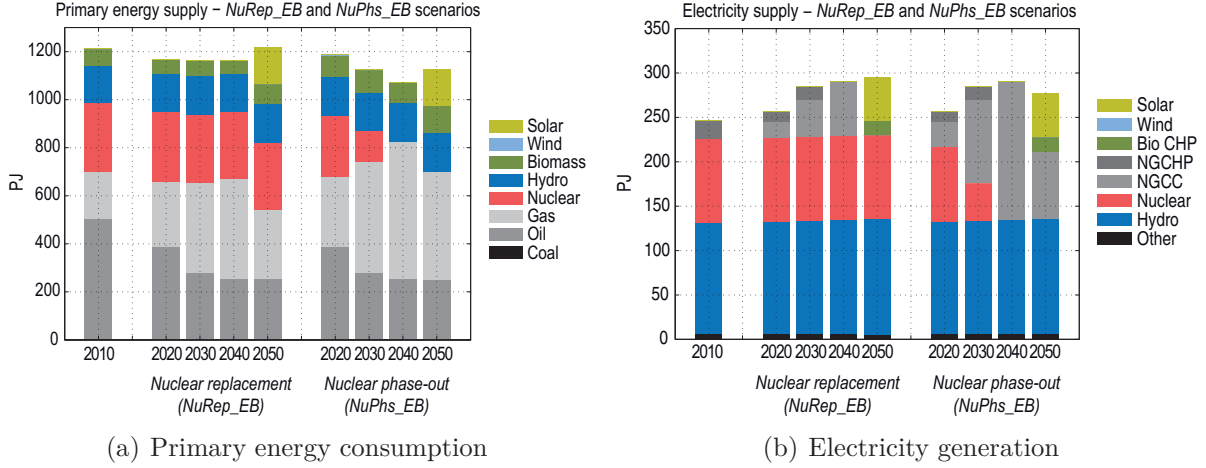 Primary energy supply – NuRep_EB and NuPhs_EB scenarios
PJ
1200
1000
800
600
400
200
0
2010 2020 2030 2040 2050 2020 2030 2040 2050
Nuclear replacement Nuclear phase-out
(NuRep_EB) (NuPhs_EB)
Solar
Wind
Biomass
Hydro
Nuclear
Gas
Oil
Coal
(a) Primary energy consumption
Electricity supply – NuRep_EB and NuPhs_EB scenarios
PJ
350
300
250
200
150
100
50
0
2010 2020 2030 2040 2050 2020 2030 2040 2050
Nuclear replacement Nuclear phase-out
(NuRep_EB) (NuPhs_EB)
Solar
Wind
Bio CHP
NGCHP
NGCC
Nuclear
Hydro
Other
(b) Electricity generation